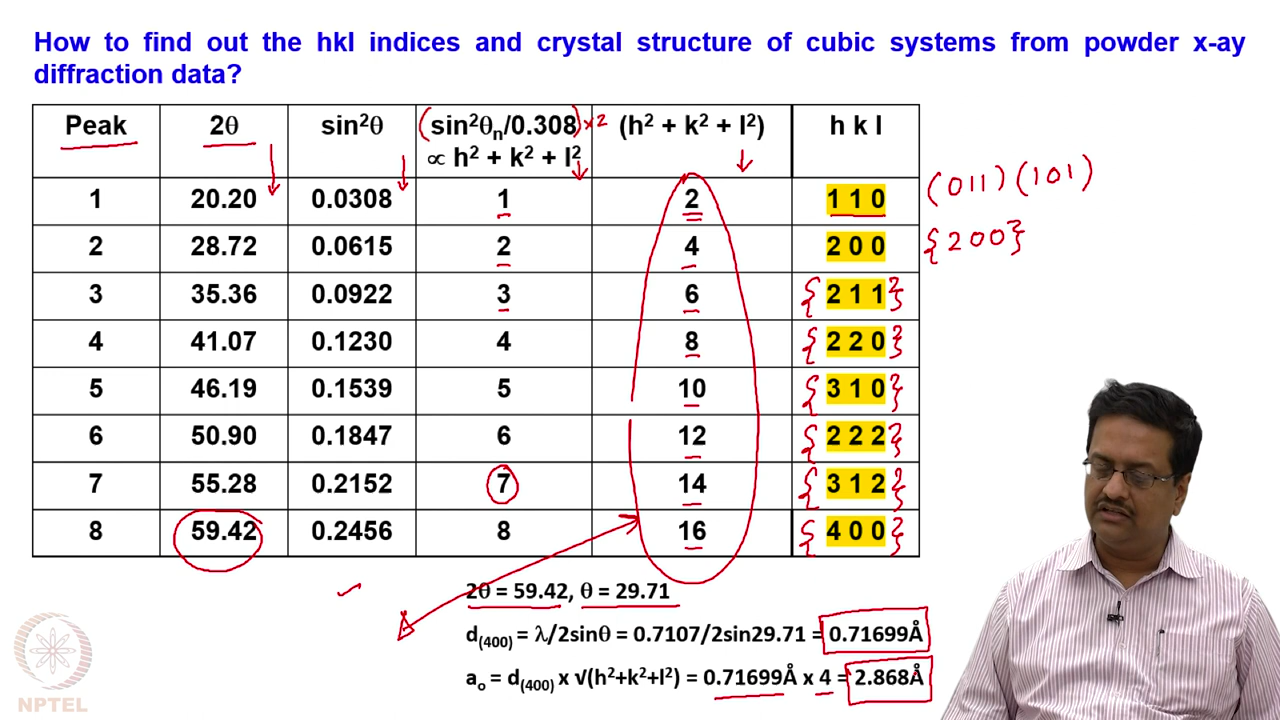 How to find out the hkl indices and crystal structure of cubic systems from powder x-ay
diffraction data?
Peak 2θ sin²θ (sin²θₙ/0.308)×2 (h² + k² + l²) h k l
∝ h² + k² + l²
1 20.20 0.0308 1 2 1 1 0 (011) (101)
2 28.72 0.0615 2 4 2 0 0 {200}
3 35.36 0.0922 3 6 {2 1 1}
4 41.07 0.1230 4 8 {2 2 0}
5 46.19 0.1539 5 10 {3 1 0}
6 50.90 0.1847 6 12 {2 2 2}
7 55.28 0.2152 7 14 {3 1 2}
8 59.42 0.2456 8 16 {4 0 0}
2θ = 59.42, θ = 29.71
d(400) = λ/2sinθ = 0.7107/2sin29.71 = 0.71699Å
aₒ = d(400) x √(h²+k²+l²) = 0.71699Å x 4 = 2.868Å
NPTEL